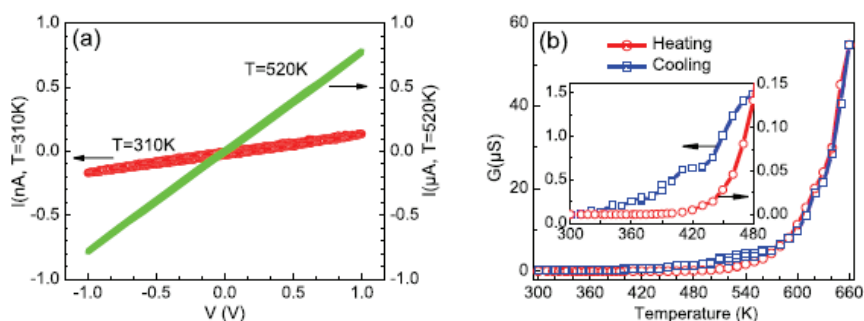 (a)
I(nA, T=310K)
1.0
0.5
0.0
-0.5
-1.0
T=520K
T=310K
-1.0 -0.5 0.0 0.5 1.0
V (V)
1.0
0.5
0.0
-0.5
-1.0
I(μA, T=520K)
(b)
G(μS)
60
40
20
0
Heating
Cooling
1.5
1.0
0.5
0.0
0.15
0.10
0.05
0.00
300 360 420 480
300 360 420 480 540 600 660
Temperature (K)